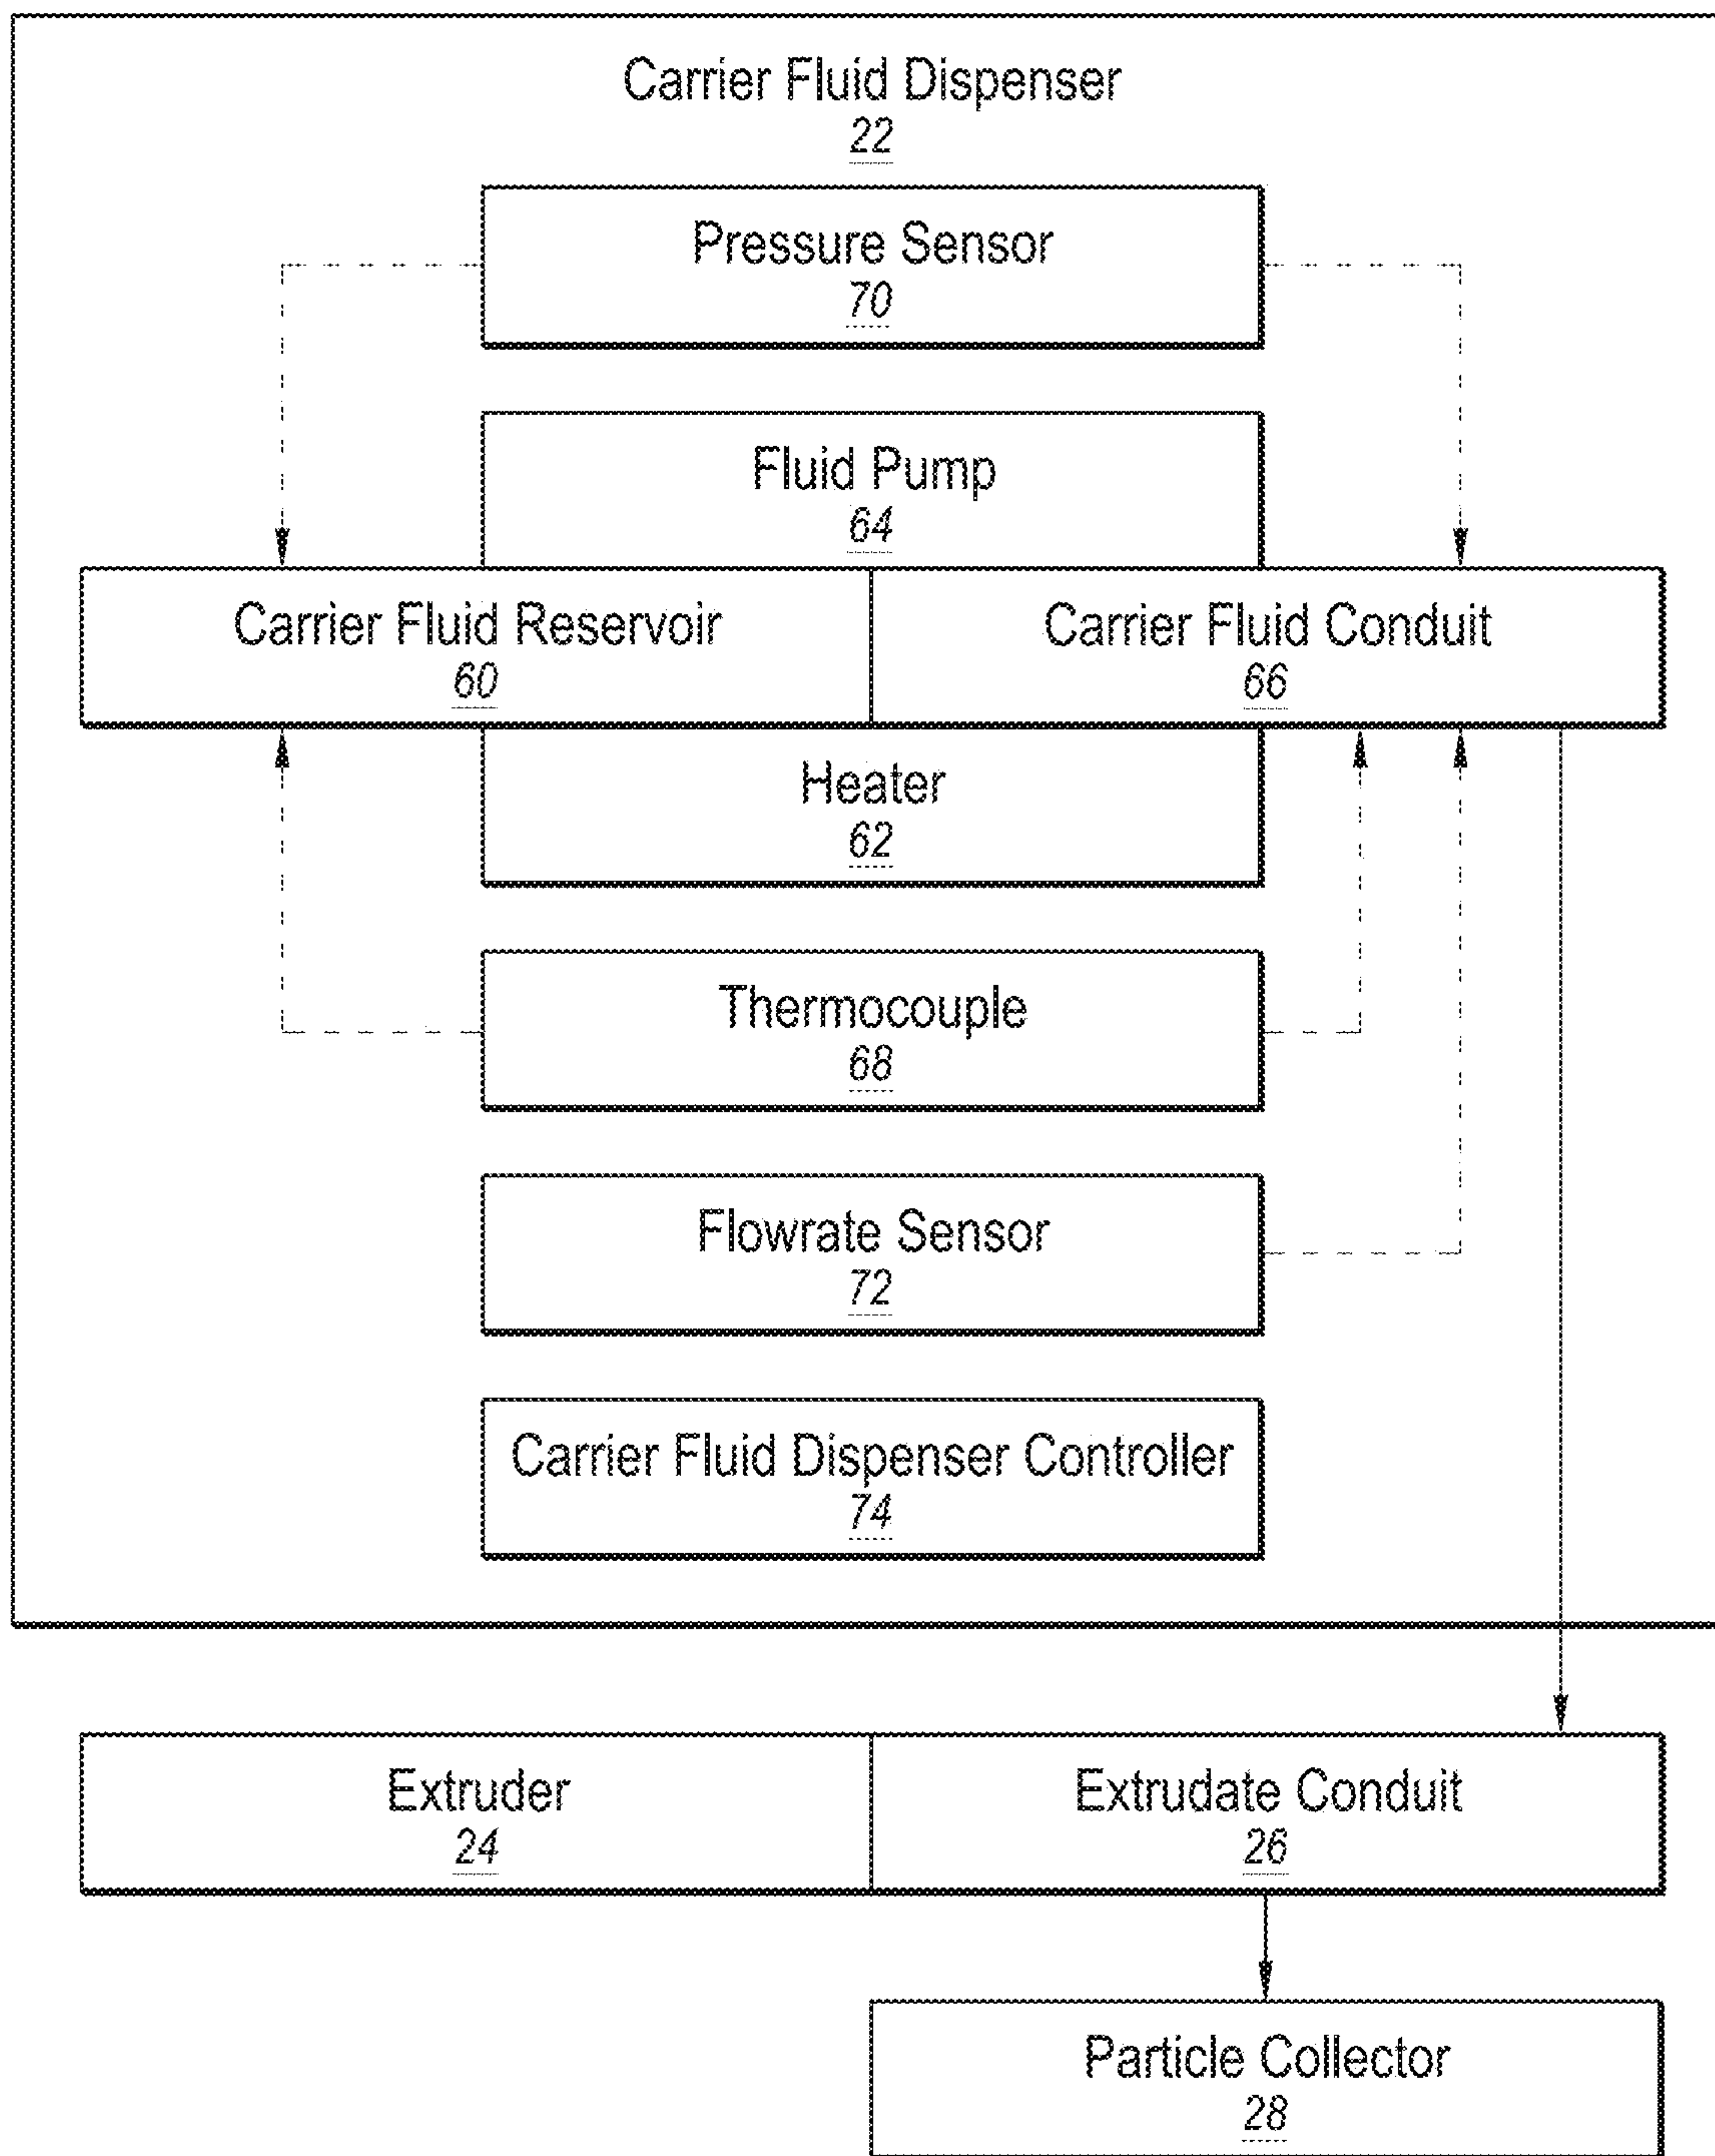 Carrier Fluid Dispenser
22
Pressure Sensor
70
Fluid Pump
64
Carrier Fluid Reservoir
60
Carrier Fluid Conduit
66
Heater
62
Thermocouple
68
Flowrate Sensor
72
Carrier Fluid Dispenser Controller
74
Extruder
24
Extrudate Conduit
26
Particle Collector
28